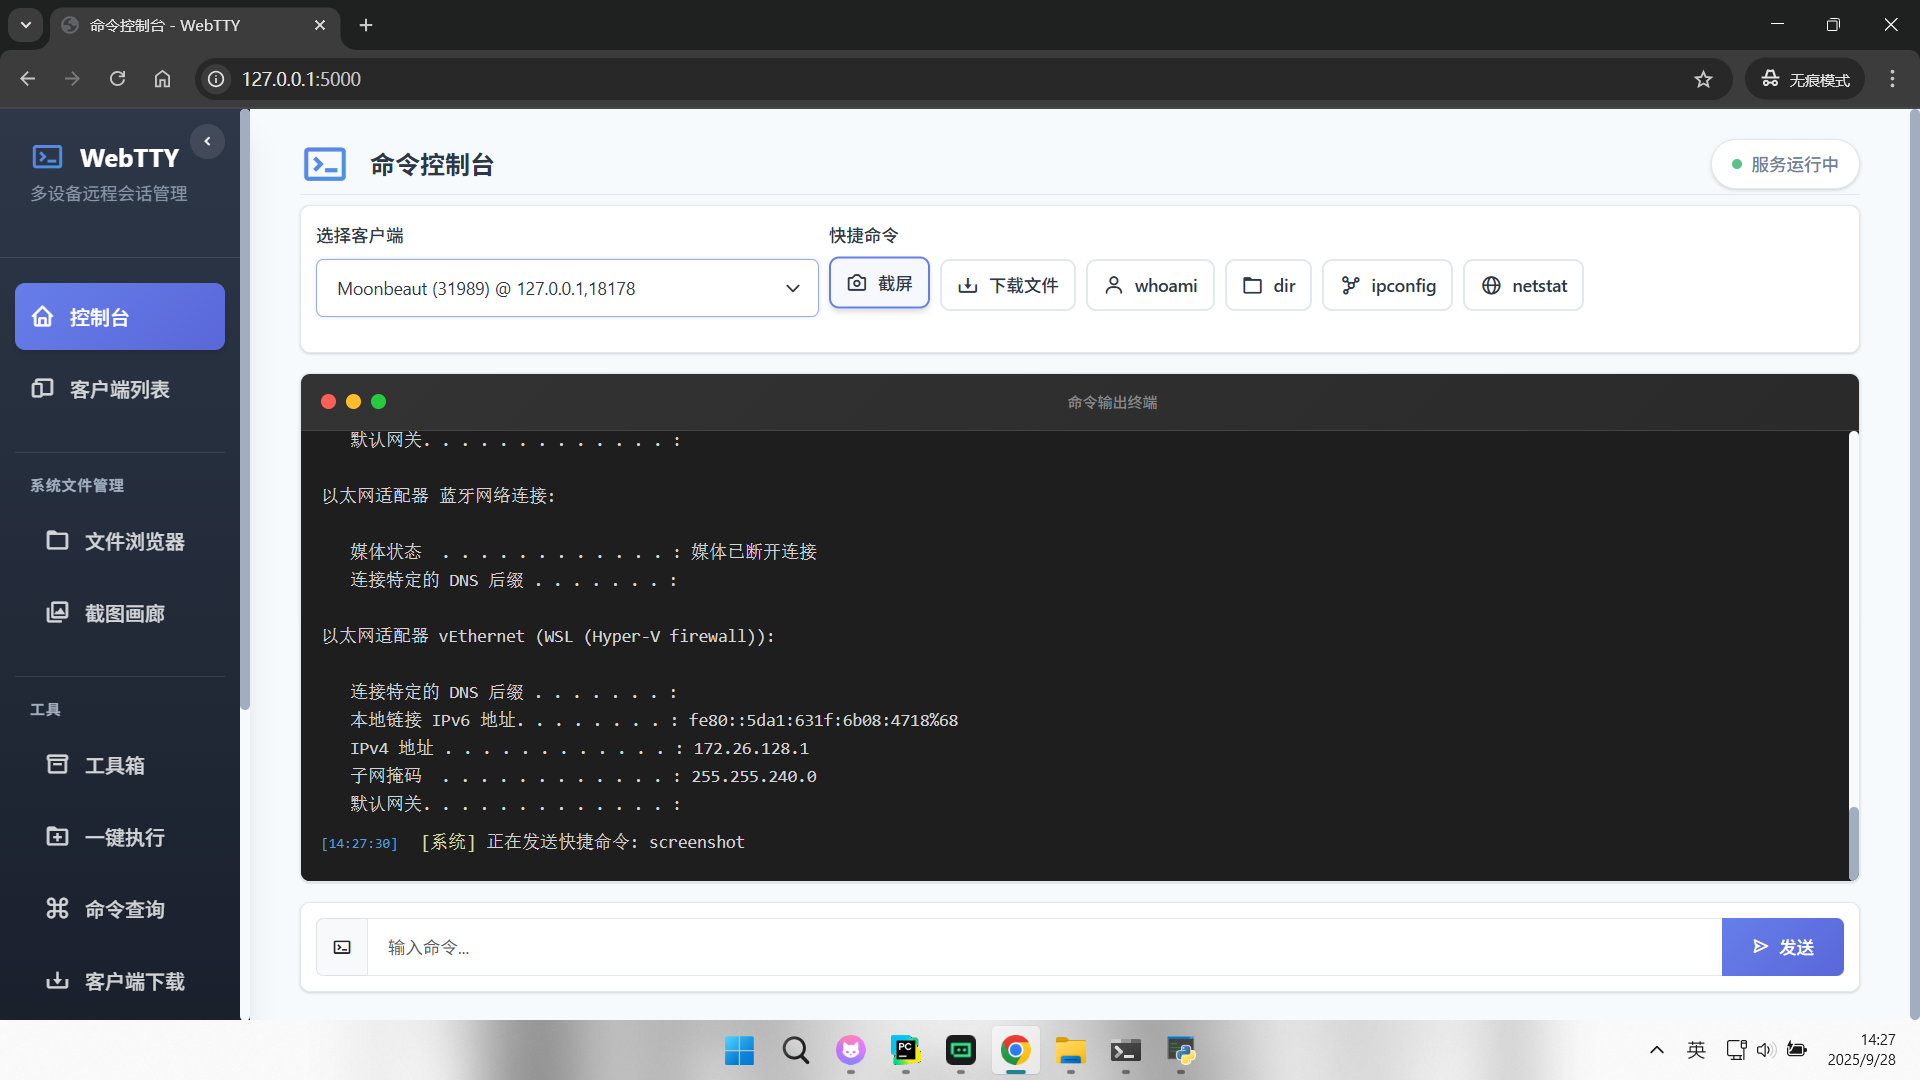 命令控制台 - WebTTY
127.0.0.1:5000
无痕模式
WebTTY
多设备远程会话管理
控制台
客户端列表
系统文件管理
文件浏览器
截图画廊
工具
工具箱
一键执行
命令查询
客户端下载
命令控制台
服务运行中
选择客户端
Moonbeaut (31989) @ 127.0.0.1,18178
快捷命令
截屏
下载文件
whoami
dir
ipconfig
netstat
命令输出终端
默认网关. . . . . . . . . . . . . :
以太网适配器 蓝牙网络连接:
媒体状态  . . . . . . . . . . . . : 媒体已断开连接
连接特定的 DNS 后缀 . . . . . . . :
以太网适配器 vEthernet (WSL (Hyper-V firewall)):
连接特定的 DNS 后缀 . . . . . . . :
本地链接 IPv6 地址. . . . . . . . : fe80::5da1:631f:6b08:4718%68
IPv4 地址 . . . . . . . . . . . . : 172.26.128.1
子网掩码  . . . . . . . . . . . . : 255.255.240.0
默认网关. . . . . . . . . . . . . :
[14:27:30] [系统] 正在发送快捷命令: screenshot
输入命令...
发送
PC
英
14:27
2025/9/28